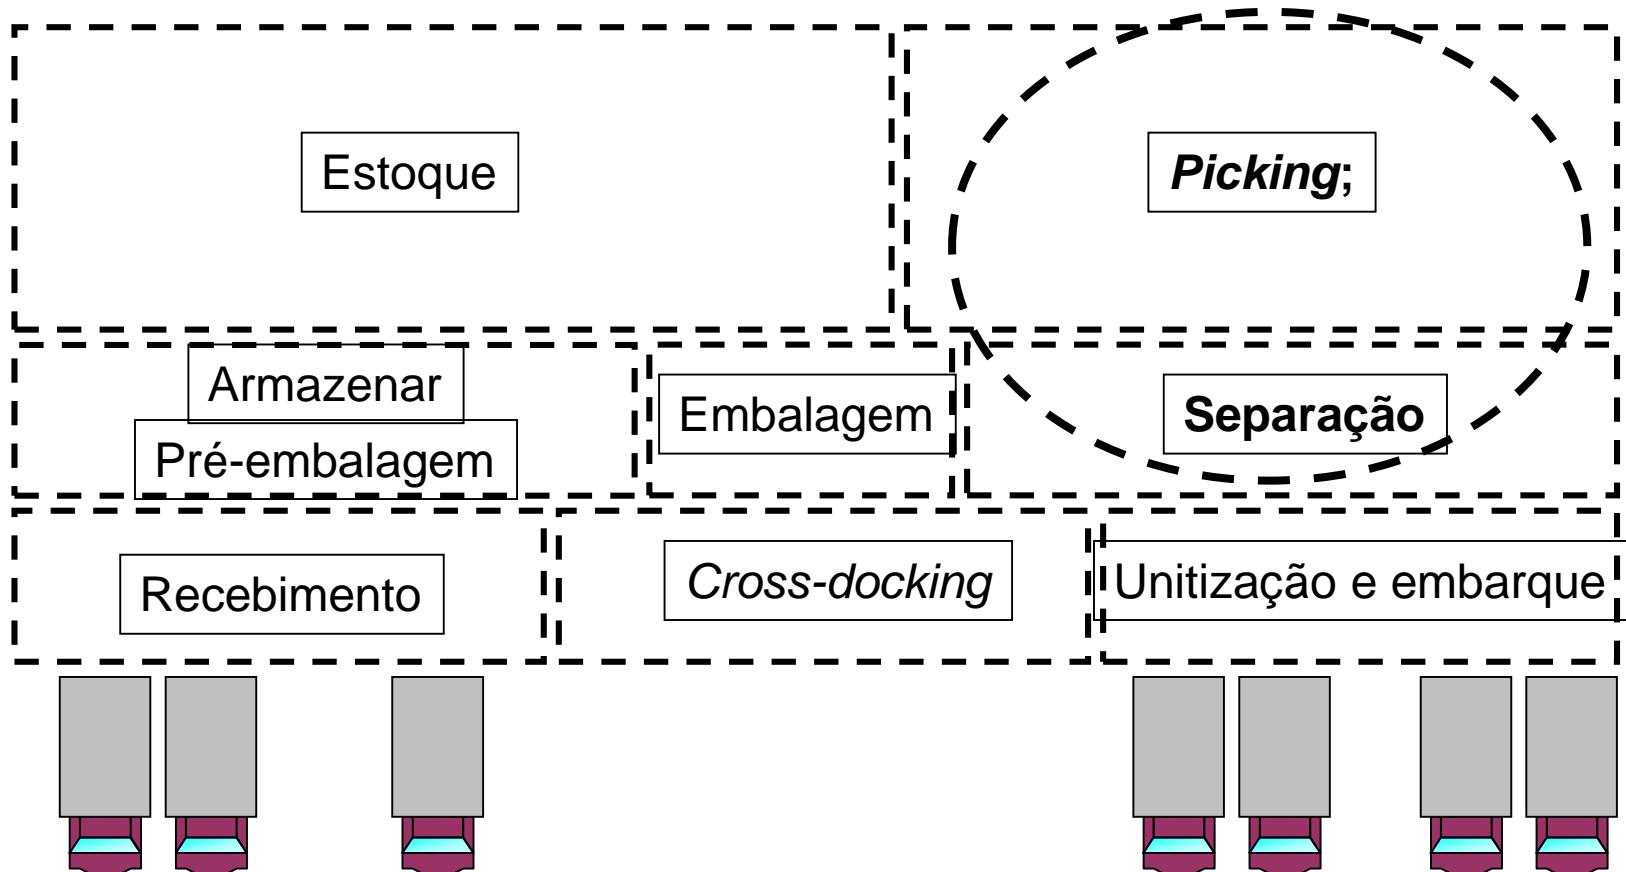 Estoque
Picking;
Armazenar
Pré-embalagem
Embalagem
Separação
Recebimento
Cross-docking
Unitização e embarque